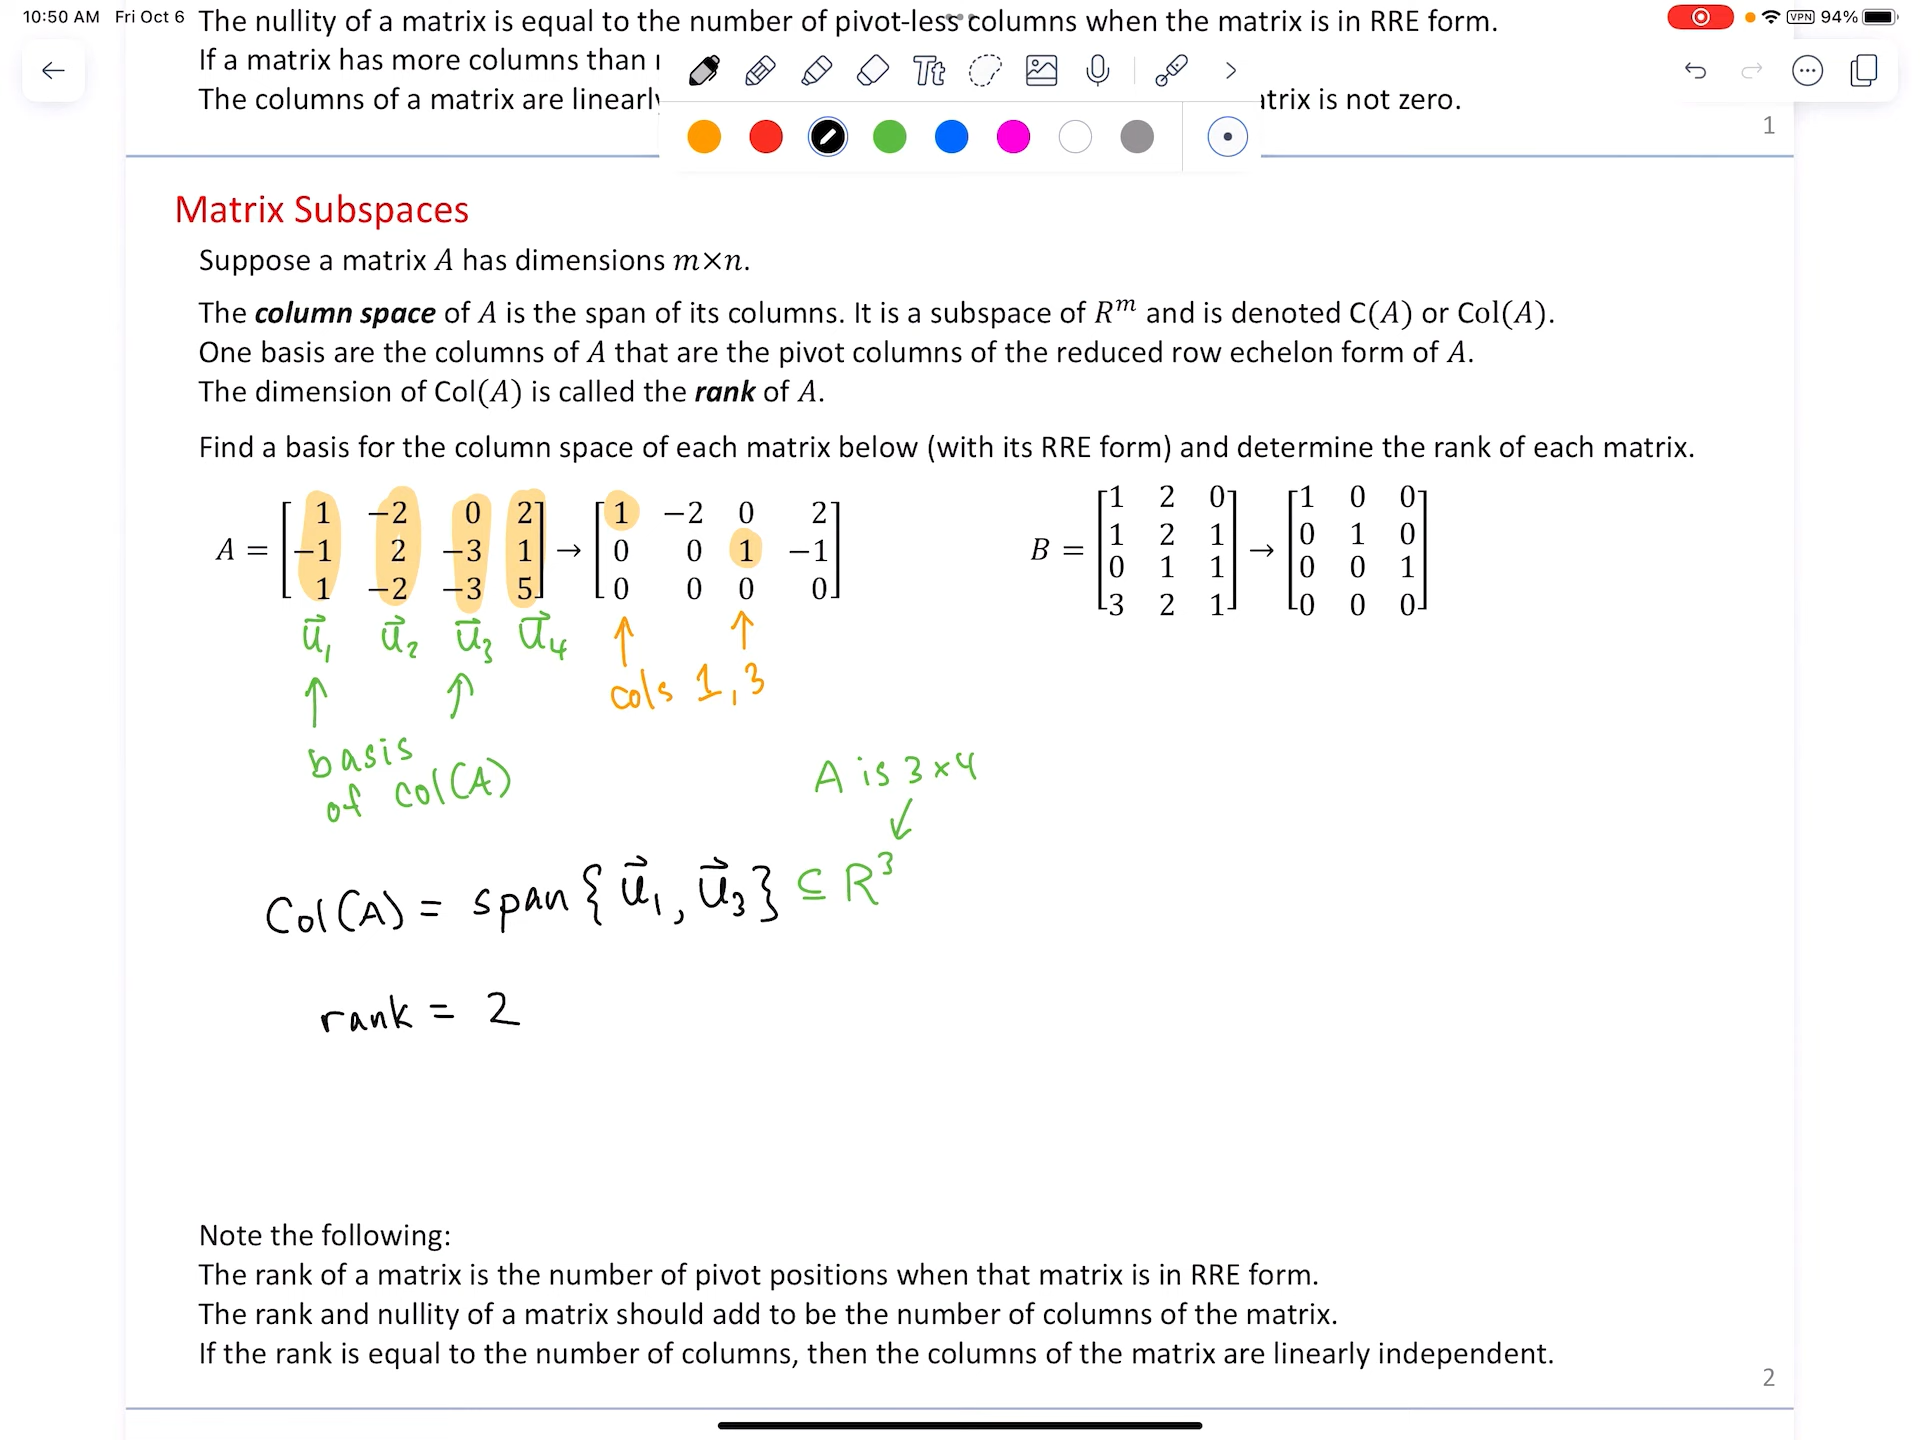 10:50 AM Fri Oct 6
VPN 94%
The nullity of a matrix is equal to the number of pivot-less columns when the matrix is in RRE form.
If a matrix has more columns than
The columns of a matrix are linearly
trix is not zero.
Tt
1
Matrix Subspaces
Suppose a matrix A has dimensions m×n.
The column space of A is the span of its columns. It is a subspace of Rᵐ and is denoted C(A) or Col(A).
One basis are the columns of A that are the pivot columns of the reduced row echelon form of A.
The dimension of Col(A) is called the rank of A.
Find a basis for the column space of each matrix below (with its RRE form) and determine the rank of each matrix.
A = [1 −2 0 2; −1 2 −3 1; 1 −2 −3 5] → [1 −2 0 2; 0 0 1 −1; 0 0 0 0]
B = [1 2 0; 1 2 1; 0 1 1; 3 2 1] → [1 0 0; 0 1 0; 0 0 1; 0 0 0]
u⃗₁ u⃗₂ u⃗₃ u⃗₄ ↑ ↑
↑ ↑ cols 1, 3
basis
of Col(A)
A is 3×4
Col(A) = span{u⃗₁, u⃗₃} ⊆ R³
rank = 2
Note the following:
The rank of a matrix is the number of pivot positions when that matrix is in RRE form.
The rank and nullity of a matrix should add to be the number of columns of the matrix.
If the rank is equal to the number of columns, then the columns of the matrix are linearly independent.
2